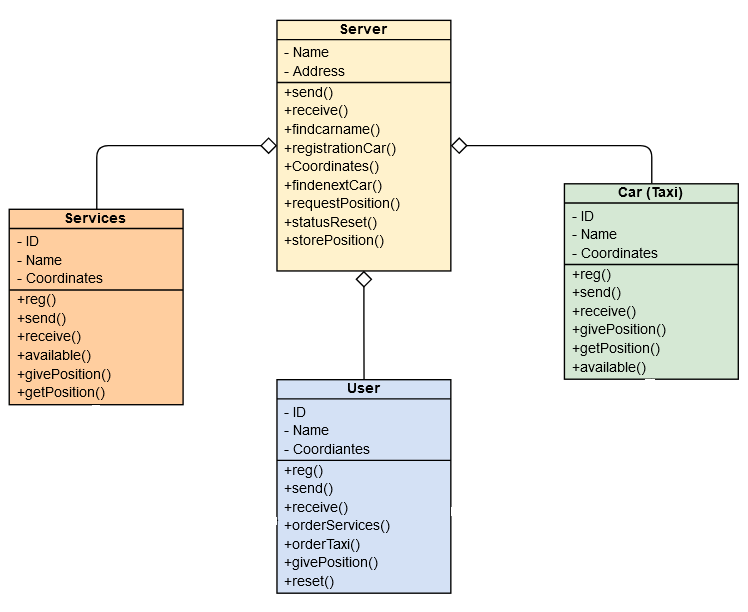 Server
- Name
- Address
+send()
+receive()
+findcarname()
+registrationCar()
+Coordinates()
+findenextCar()
+requestPosition()
+statusReset()
+storePosition()
Services
- ID
- Name
- Coordinates
+reg()
+send()
+receive()
+available()
+givePosition()
+getPosition()
Car (Taxi)
- ID
- Name
- Coordinates
+reg()
+send()
+receive()
+givePosition()
+getPosition()
+available()
User
- ID
- Name
- Coordiantes
+reg()
+send()
+receive()
+orderServices()
+orderTaxi()
+givePosition()
+reset()